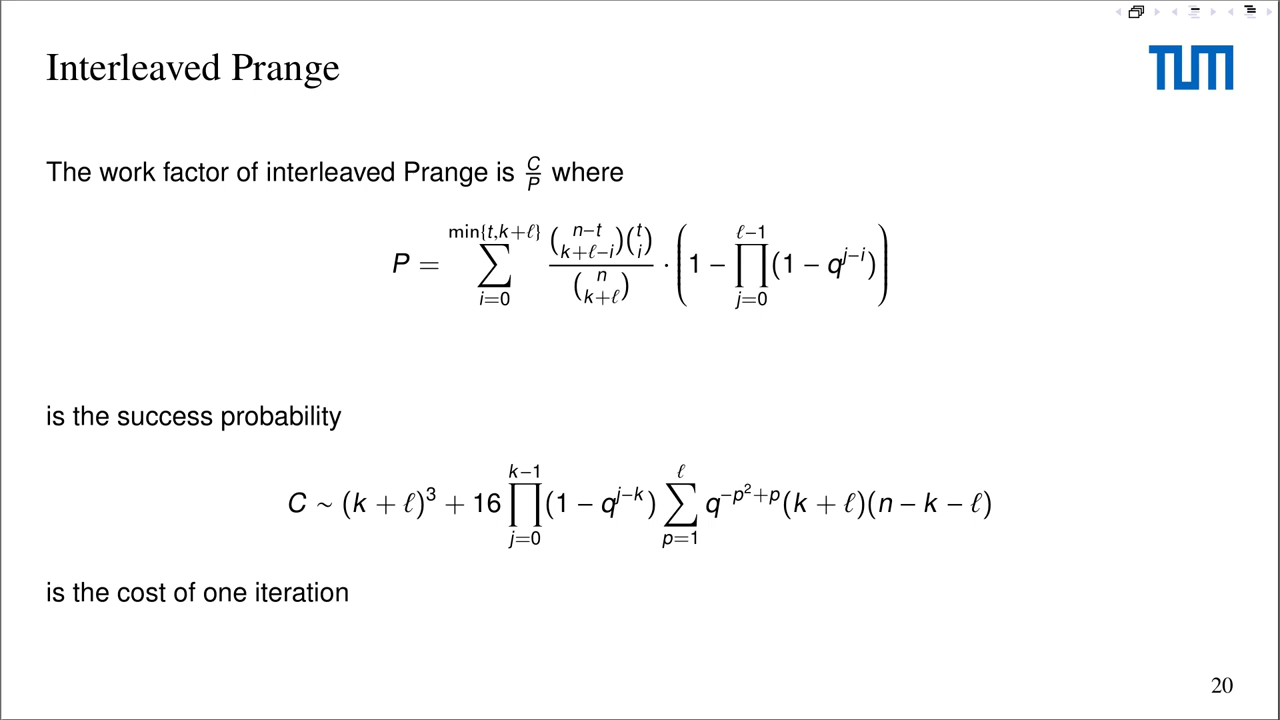 Interleaved Prange
TUM
The work factor of interleaved Prange is $\frac{C}{P}$ where
$P = \sum_{i=0}^{\min\{t,k+\ell\}} \frac{\binom{n-t}{k+\ell-i}\binom{t}{i}}{\binom{n}{k+\ell}} \cdot \left(1 - \prod_{j=0}^{\ell-1}(1 - q^{j-i})\right)$
is the success probability
$C \sim (k + \ell)^3 + 16 \prod_{j=0}^{k-1}(1 - q^{j-k}) \sum_{p=1}^{\ell} q^{-p^2+p}(k + \ell)(n - k - \ell)$
is the cost of one iteration
20